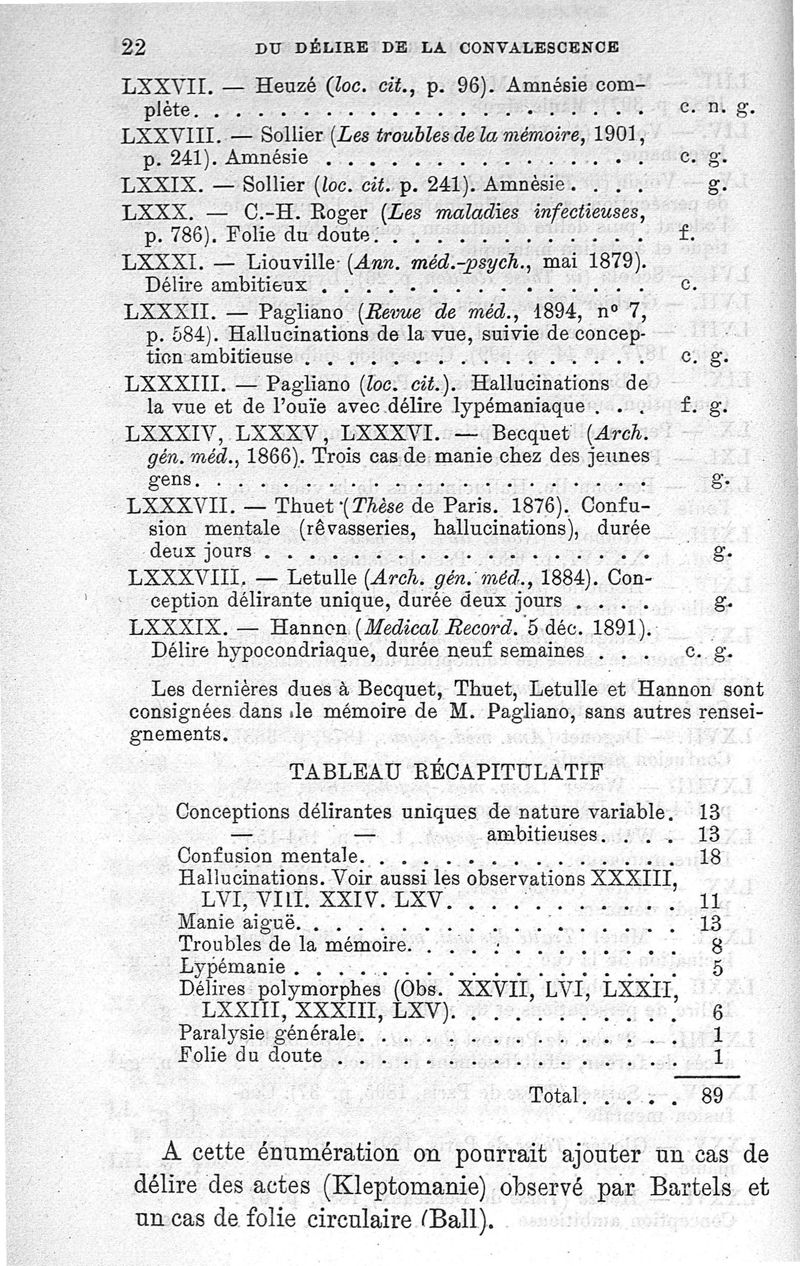 22 DU DÉLIRE DE LA CONVALESCENCE
LXXVII. — Heuzé (loc. cit., p. 96). Amnésie com-
plète. . . . . . . . . . . . . . . . . . . . . c. n. g.
LXXVIII. — Sollier (Les troubles de la mémoire, 1901,
p. 241). Amnésie . . . . . . . . . . . . . . . c. g.
LXXIX. — Sollier (loc. cit. p. 241). Amnèsie . . . . g.
LXXX. — C.-H. Roger (Les maladies infectieuses,
p. 786). Folie du doute. . . . . . . . . . . . . f.
LXXXI. — Liouville (Ann. méd.-psych., mai 1879).
Délire ambitieux . . . . . . . . . . . . . . . c.
LXXXII. — Pagliano (Revue de méd., 1894, n° 7,
p. 584). Hallucinations de la vue, suivie de concep-
tion ambitieuse . . . . . . . . . . . . . . . . c. g.
LXXXIII. — Pagliano (loc. cit.). Hallucinations de
la vue et de l'ouïe avec délire lypémaniaque . . . f. g.
LXXXIV, LXXXV, LXXXVI. — Becquet (Arch.
gén. méd., 1866). Trois cas de manie chez des jeunes
gens. . . . . . . . . . . . . . . . . . . . . . g.
LXXXVII. — Thuet (Thèse de Paris. 1876). Confu-
sion mentale (rêvasseries, hallucinations), durée
deux jours . . . . . . . . . . . . . . . . . . g.
LXXXVIII. — Letulle (Arch. gén. méd., 1884). Con-
ception délirante unique, durée deux jours . . . . g.
LXXXIX. — Hannon (Medical Record. 5 déc. 1891).
Délire hypocondriaque, durée neuf semaines . . . c. g.
Les dernières dues à Becquet, Thuet, Letulle et Hannon sont
consignées dans le mémoire de M. Pagliano, sans autres rensei-
gnements.
TABLEAU RÉCAPITULATIF
Conceptions délirantes uniques de nature variable. 13
— — ambitieuses. . . . 13
Confusion mentale. . . . . . . . . . . . . . . 18
Hallucinations. Voir aussi les observations XXXIII,
LVI, VIII. XXIV. LXV. . . . . . . . . . . . 11
Manie aiguë. . . . . . . . . . . . . . . . . . 13
Troubles de la mémoire. . . . . . . . . . . . . 8
Lypémanie . . . . . . . . . . . . . . . . . . 5
Délires polymorphes (Obs. XXVII, LVI, LXXII,
LXXIII, XXXIII, LXV). . . . . . . . . . . . 6
Paralysie générale. . . . . . . . . . . . . . . 1
Folie du doute . . . . . . . . . . . . . . . . 1
Total. . . . . . 89
A cette énumération on pourrait ajouter un cas de
délire des actes (Kleptomanie) observé par Bartels et
un cas de folie circulaire (Ball).